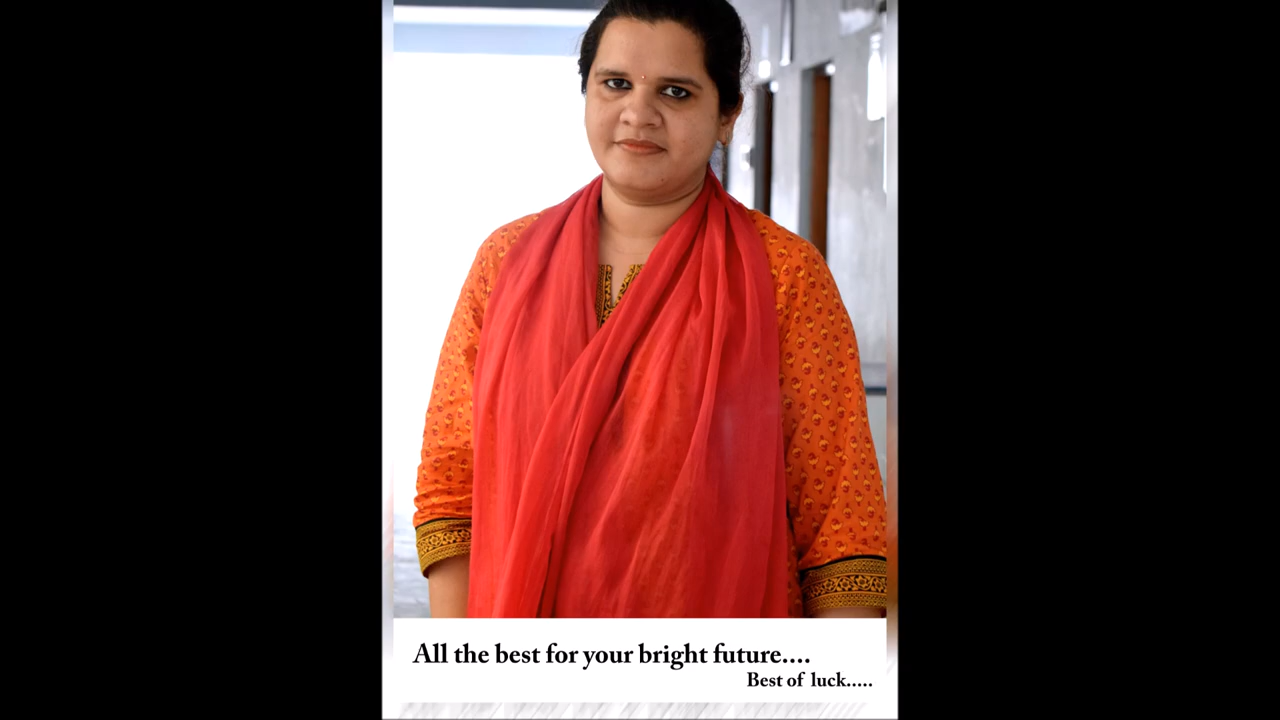 All the best for your bright future....
Best of luck.....